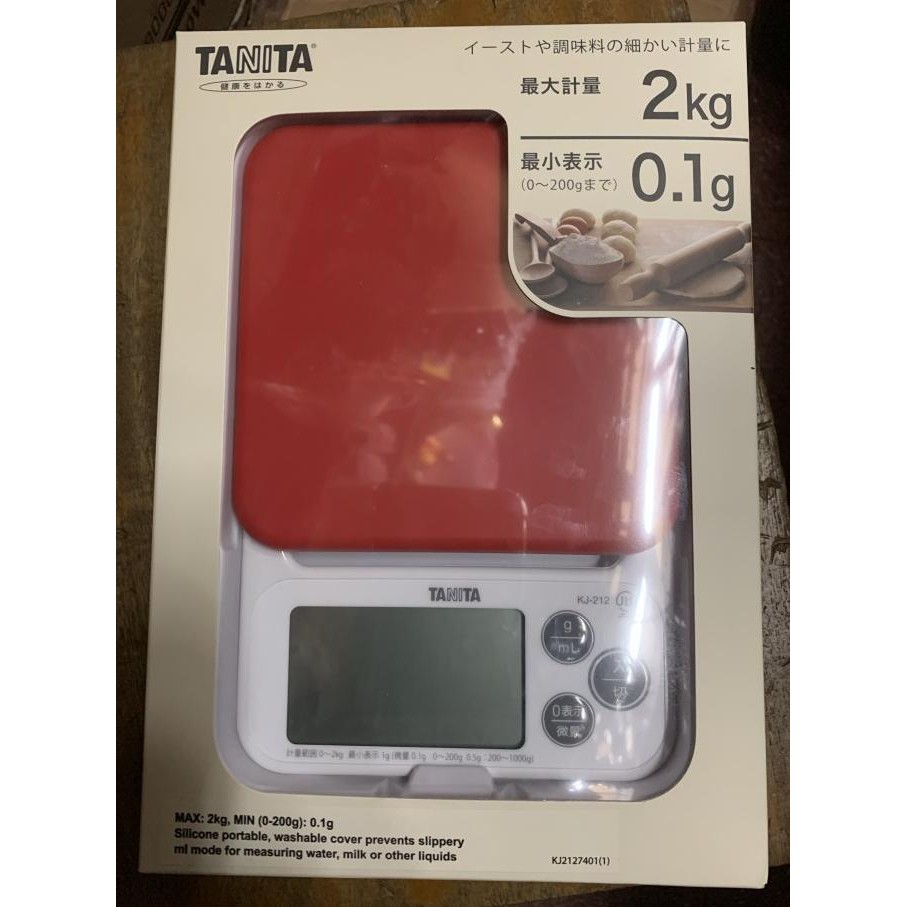 TANITA
健康をはかる
イーストや調味料の細かい計量に
最大計量 2kg
最小表示
(0～200gまで) 0.1g
TANITA
KJ-212
g
mL
入
切
0表示
微量
計量範囲 0～2kg 最小表示 1g (微量 0.1g 0～200g 0.5g:200～1000g)
MAX: 2kg, MIN (0-200g): 0.1g
Silicone portable, washable cover prevents slippery
ml mode for measuring water, milk or other liquids
KJ2127401(1)